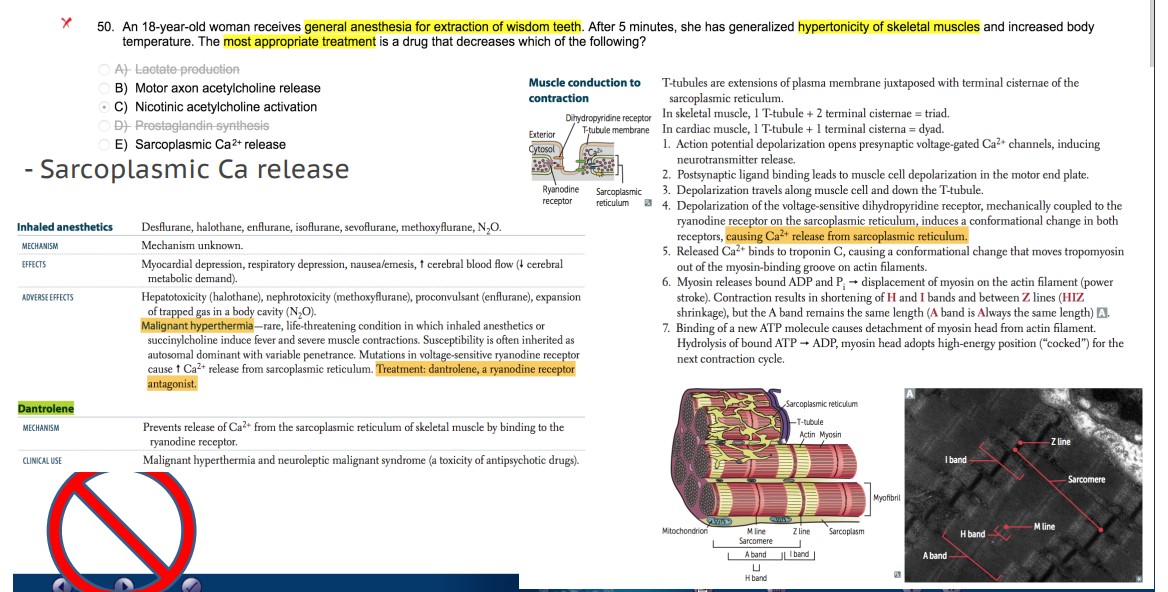 50. An 18-year-old woman receives general anesthesia for extraction of wisdom teeth. After 5 minutes, she has generalized hypertonicity of skeletal muscles and increased body
temperature. The most appropriate treatment is a drug that decreases which of the following?
A) Lactate production
B) Motor axon acetylcholine release
C) Nicotinic acetylcholine activation
D) Prostaglandin synthesis
E) Sarcoplasmic Ca2+ release
- Sarcoplasmic Ca release
Inhaled anesthetics
Desflurane, halothane, enflurane, isoflurane, sevoflurane, methoxyflurane, N₂O.
MECHANISM
Mechanism unknown.
EFFECTS
Myocardial depression, respiratory depression, nausea/emesis, ↑ cerebral blood flow (↓ cerebral
metabolic demand).
ADVERSE EFFECTS
Hepatotoxicity (halothane), nephrotoxicity (methoxyflurane), proconvulsant (enflurane), expansion
of trapped gas in a body cavity (N₂O).
Malignant hyperthermia—rare, life-threatening condition in which inhaled anesthetics or
succinylcholine induce fever and severe muscle contractions. Susceptibility is often inherited as
autosomal dominant with variable penetrance. Mutations in voltage-sensitive ryanodine receptor
cause ↑ Ca2+ release from sarcoplasmic reticulum. Treatment: dantrolene, a ryanodine receptor
antagonist.
Dantrolene
MECHANISM
Prevents release of Ca2+ from the sarcoplasmic reticulum of skeletal muscle by binding to the
ryanodine receptor.
CLINICAL USE
Malignant hyperthermia and neuroleptic malignant syndrome (a toxicity of antipsychotic drugs).
Muscle conduction to
contraction
Dihydropyridine receptor
Exterior
T-tubule membrane
Cytosol
Ca2+
Ryanodine
receptor
Sarcoplasmic
reticulum
T-tubules are extensions of plasma membrane juxtaposed with terminal cisternae of the
sarcoplasmic reticulum.
In skeletal muscle, 1 T-tubule + 2 terminal cisternae = triad.
In cardiac muscle, 1 T-tubule + 1 terminal cisterna = dyad.
1. Action potential depolarization opens presynaptic voltage-gated Ca2+ channels, inducing
neurotransmitter release.
2. Postsynaptic ligand binding leads to muscle cell depolarization in the motor end plate.
3. Depolarization travels along muscle cell and down the T-tubule.
4. Depolarization of the voltage-sensitive dihydropyridine receptor, mechanically coupled to the
ryanodine receptor on the sarcoplasmic reticulum, induces a conformational change in both
receptors, causing Ca2+ release from sarcoplasmic reticulum.
5. Released Ca2+ binds to troponin C, causing a conformational change that moves tropomyosin
out of the myosin-binding groove on actin filaments.
6. Myosin releases bound ADP and Pi → displacement of myosin on the actin filament (power
stroke). Contraction results in shortening of H and I bands and between Z lines (HIZ
shrinkage), but the A band remains the same length (A band is Always the same length) A.
7. Binding of a new ATP molecule causes detachment of myosin head from actin filament.
Hydrolysis of bound ATP → ADP, myosin head adopts high-energy position ("cocked") for the
next contraction cycle.
Sarcoplasmic reticulum
T-tubule
Actin Myosin
Myofibril
Mitochondrion
M line
Z line
Sarcoplasm
Sarcomere
A band
I band
H band
A
Z line
I band
Sarcomere
M line
H band
A band